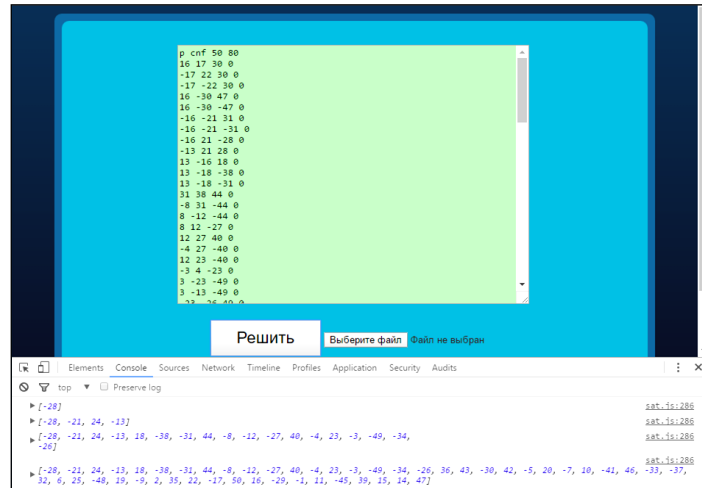 p cnf 50 80
16 17 30 0
-17 22 30 0
-17 -22 30 0
16 -30 47 0
16 -30 -47 0
-16 -21 31 0
-16 -21 -31 0
-16 21 -28 0
-13 21 28 0
13 -16 18 0
13 -18 -38 0
13 -18 -31 0
31 38 44 0
-8 31 -44 0
8 -12 -44 0
8 12 -27 0
12 27 40 0
-4 27 -40 0
12 23 -40 0
-3 4 -23 0
3 -23 -49 0
3 -13 -49 0
-23 -26 49 0
Решить Выберите файл Файл не выбран
Elements Console Sources Network Timeline Profiles Application Security Audits
top Preserve log
[-28] sat.js:286
[-28, -21, 24, -13] sat.js:286
[-28, -21, 24, -13, 18, -38, -31, 44, -8, -12, -27, 40, -4, 23, -3, -49, -34, sat.js:286
-26]
sat.js:286
[-28, -21, 24, -13, 18, -38, -31, 44, -8, -12, -27, 40, -4, 23, -3, -49, -34, -26, 36, 43, -30, 42, -5, 20, -7, 10, -41, 46, -33, -37,
32, 6, 25, -48, 19, -9, 2, 35, 22, -17, 50, 16, -29, -1, 11, -45, 39, 15, 14, 47]